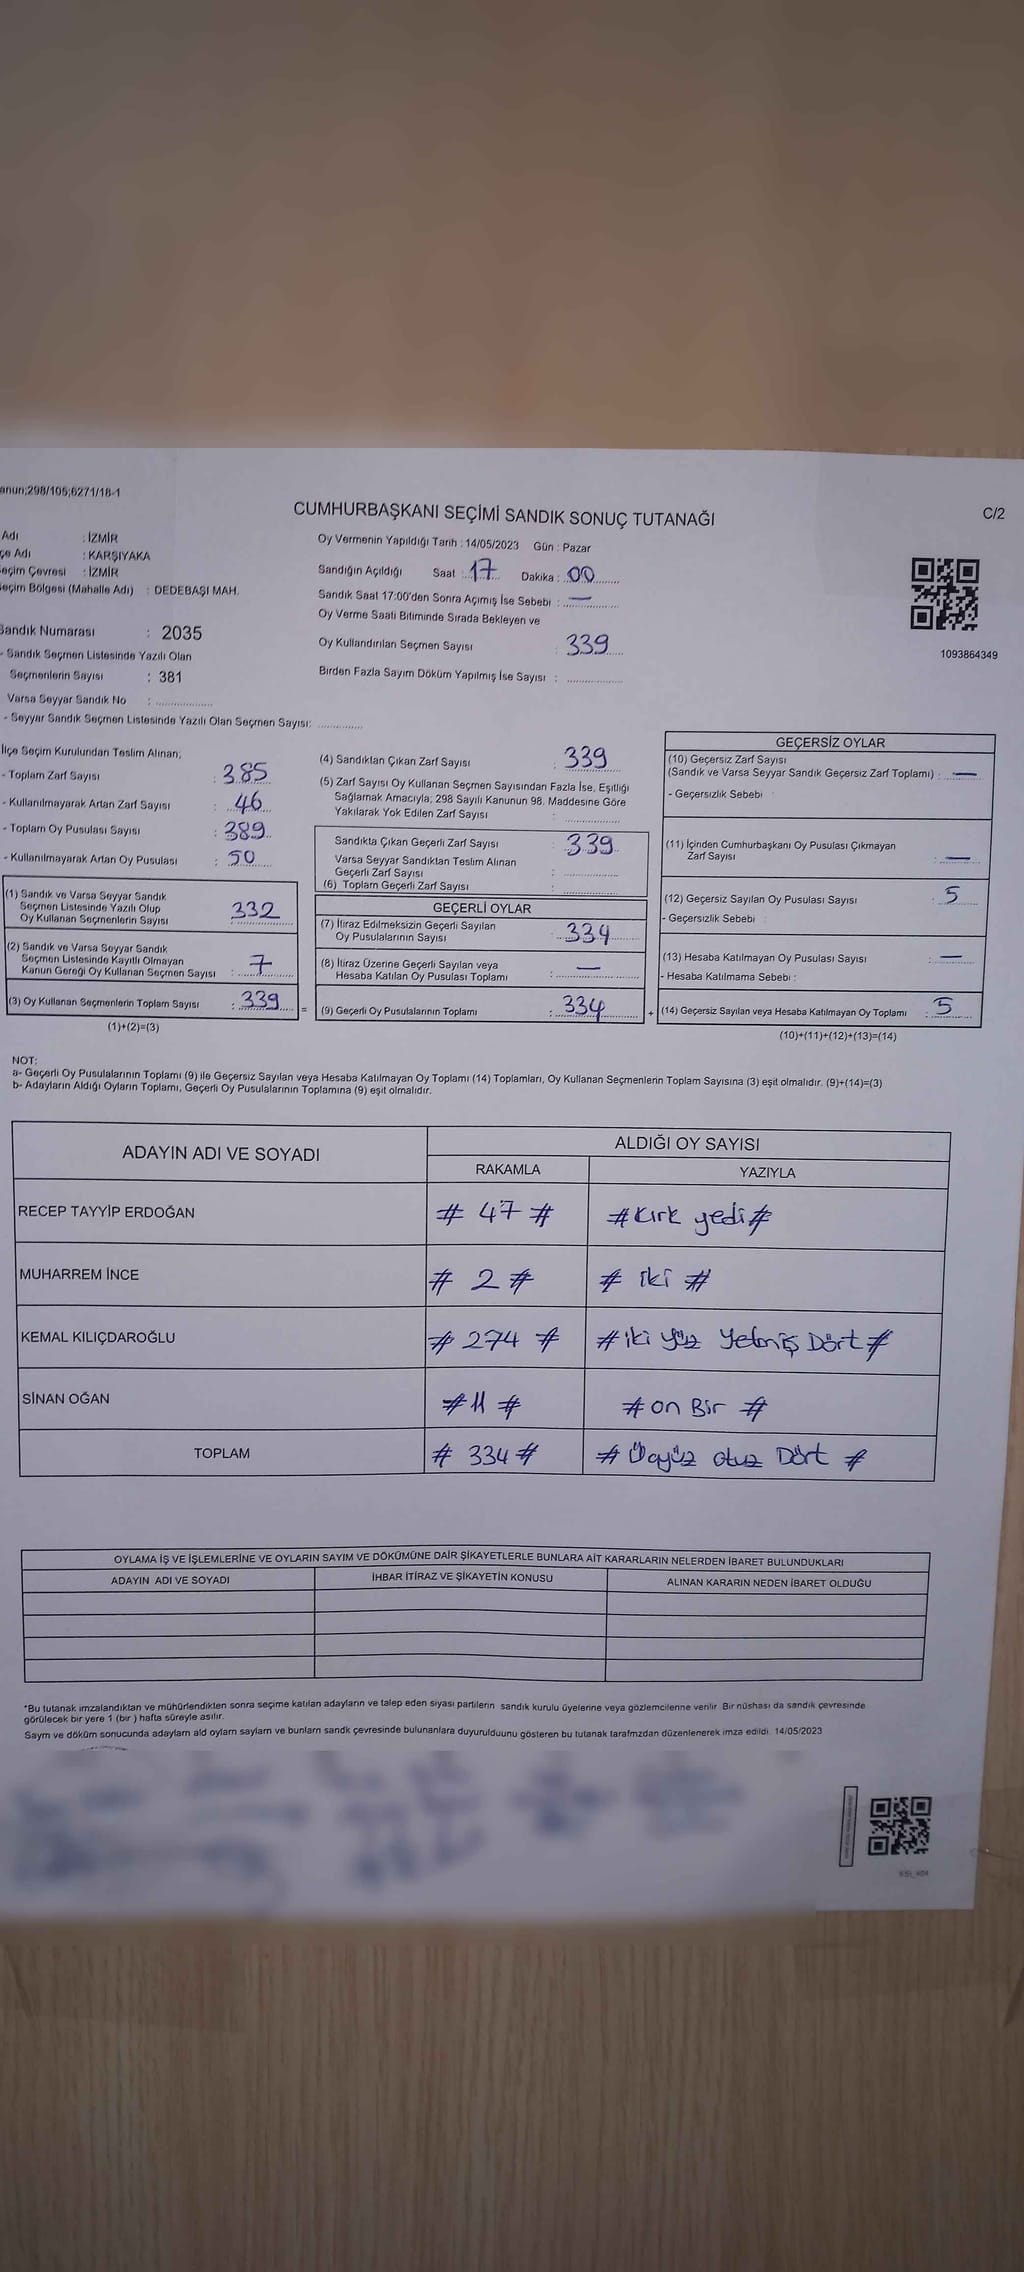 anun;298/105;6271/18-1
CUMHURBAŞKANI SEÇİMİ SANDIK SONUÇ TUTANAĞI
C/2
Adı : İZMİR
çe Adı : KARŞIYAKA
eçim Çevresi : İZMİR
eçim Bölgesi (Mahalle Adı) : DEDEBAŞI MAH.
Sandık Numarası : 2035
- Sandık Seçmen Listesinde Yazılı Olan
Seçmenlerin Sayısı : 381
Varsa Seyyar Sandık No :
- Seyyar Sandık Seçmen Listesinde Yazılı Olan Seçmen Sayısı:
Oy Vermenin Yapıldığı Tarih : 14/05/2023 Gün : Pazar
Sandığın Açıldığı Saat 17 Dakika : 00
Sandık Saat 17:00'den Sonra Açımış İse Sebebi : —
Oy Verme Saati Bitiminde Sırada Bekleyen ve
Oy Kullandırılan Seçmen Sayısı : 339
Birden Fazla Sayım Döküm Yapılmış İse Sayısı :
1093864349
İlçe Seçim Kurulundan Teslim Alınan;
- Toplam Zarf Sayısı : 385
- Kullanılmayarak Artan Zarf Sayısı : 46
- Toplam Oy Pusulası Sayısı : 389
- Kullanılmayarak Artan Oy Pusulası : 50
(1) Sandık ve Varsa Seyyar Sandık
Seçmen Listesinde Yazılı Olup
Oy Kullanan Seçmenlerin Sayısı : 332
(2) Sandık ve Varsa Seyyar Sandık
Seçmen Listesinde Kayıtlı Olmayan
Kanun Gereği Oy Kullanan Seçmen Sayısı : 7
(3) Oy Kullanan Seçmenlerin Toplam Sayısı : 339
(1)+(2)=(3)
(4) Sandıktan Çıkan Zarf Sayısı : 339
(5) Zarf Sayısı Oy Kullanan Seçmen Sayısından Fazla İse, Eşitliği
Sağlamak Amacıyla; 298 Sayılı Kanunun 98. Maddesine Göre
Yakılarak Yok Edilen Zarf Sayısı :
Sandıkta Çıkan Geçerli Zarf Sayısı : 339
Varsa Seyyar Sandıktan Teslim Alınan
Geçerli Zarf Sayısı :
(6) Toplam Geçerli Zarf Sayısı :
GEÇERLİ OYLAR
(7) İtiraz Edilmeksizin Geçerli Sayılan
Oy Pusulalarının Sayısı : 334
(8) İtiraz Üzerine Geçerli Sayılan veya
Hesaba Katılan Oy Pusulası Toplamı : —
= (9) Geçerli Oy Pusulalarının Toplamı : 334
GEÇERSİZ OYLAR
(10) Geçersiz Zarf Sayısı
(Sandık ve Varsa Seyyar Sandık Geçersiz Zarf Toplamı) : —
- Geçersizlik Sebebi :
(11) İçinden Cumhurbaşkanı Oy Pusulası Çıkmayan
Zarf Sayısı : —
(12) Geçersiz Sayılan Oy Pusulası Sayısı : 5
- Geçersizlik Sebebi :
(13) Hesaba Katılmayan Oy Pusulası Sayısı : —
- Hesaba Katılmama Sebebi :
+ (14) Geçersiz Sayılan veya Hesaba Katılmayan Oy Toplamı : 5
(10)+(11)+(12)+(13)=(14)
NOT:
a- Geçerli Oy Pusulalarının Toplamı (9) ile Geçersiz Sayılan veya Hesaba Katılmayan Oy Toplamı (14) Toplamları, Oy Kullanan Seçmenlerin Toplam Sayısına (3) eşit olmalıdır. (9)+(14)=(3)
b- Adayların Aldığı Oyların Toplamı, Geçerli Oy Pusulalarının Toplamına (9) eşit olmalıdır.
ADAYIN ADI VE SOYADI
ALDIĞI OY SAYISI
RAKAMLA YAZIYLA
RECEP TAYYİP ERDOĞAN # 47 # # Kırk yedi #
MUHARREM İNCE # 2 # # iki #
KEMAL KILIÇDAROĞLU # 274 # # iki yüz Yetmiş Dört #
SİNAN OĞAN # 11 # # on Bir #
TOPLAM # 334 # # Üçyüz otuz Dört #
OYLAMA İŞ VE İŞLEMLERİNE VE OYLARIN SAYIM VE DÖKÜMÜNE DAİR ŞİKAYETLERLE BUNLARA AİT KARARLARIN NELERDEN İBARET BULUNDUKLARI
ADAYIN ADI VE SOYADI İHBAR İTİRAZ VE ŞİKAYETİN KONUSU ALINAN KARARIN NEDEN İBARET OLDUĞU
*Bu tutanak imzalandıktan ve mühürlendikten sonra seçime katılan adayların ve talep eden siyasi partilerin sandık kurulu üyelerine veya gözlemcilerine verilir. Bir nüshası da sandık çevresinde
görülecek bir yere 1 (bir ) hafta süreyle asılır.
Saym ve döküm sonucunda adaylarn ald oylarn saylarn ve bunlarn sandk çevresinde bulunanlara duyurulduunu gösteren bu tutanak tarafmzdan düzenlenerek imza edildi. 14/05/2023